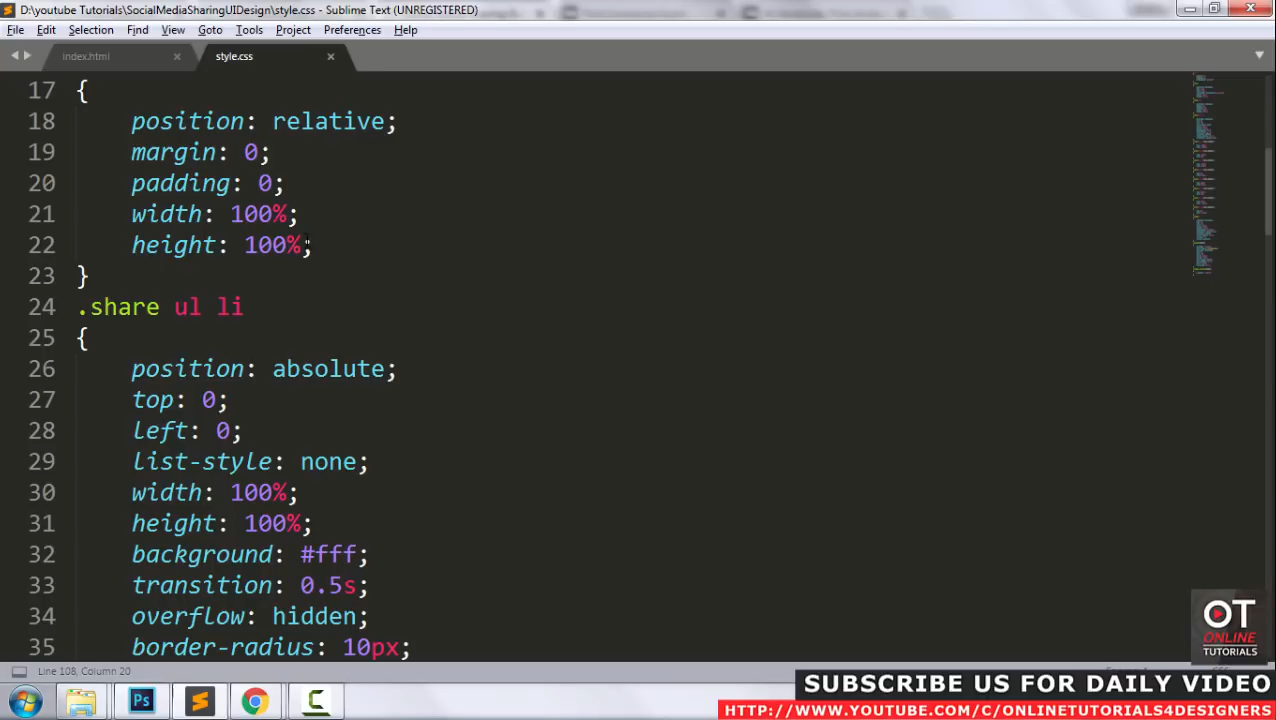 D:\youtube Tutorials\SocialMediaSharingUIDesign\style.css - Sublime Text (UNREGISTERED)
File Edit Selection Find View Goto Tools Project Preferences Help
index.html × style.css ×
17 {
18 position: relative;
19 margin: 0;
20 padding: 0;
21 width: 100%;
22 height: 100%;
23 }
24 .share ul li
25 {
26 position: absolute;
27 top: 0;
28 left: 0;
29 list-style: none;
30 width: 100%;
31 height: 100%;
32 background: #fff;
33 transition: 0.5s;
34 overflow: hidden;
35 border-radius: 10px;
OT
ONLINE
TUTORIALS
Line 108, Column 20
Ps
SUBSCRIBE US FOR DAILY VIDEO
HTTP://WWW.YOUTUBE.COM/C/ONLINETUTORIALS4DESIGNERS